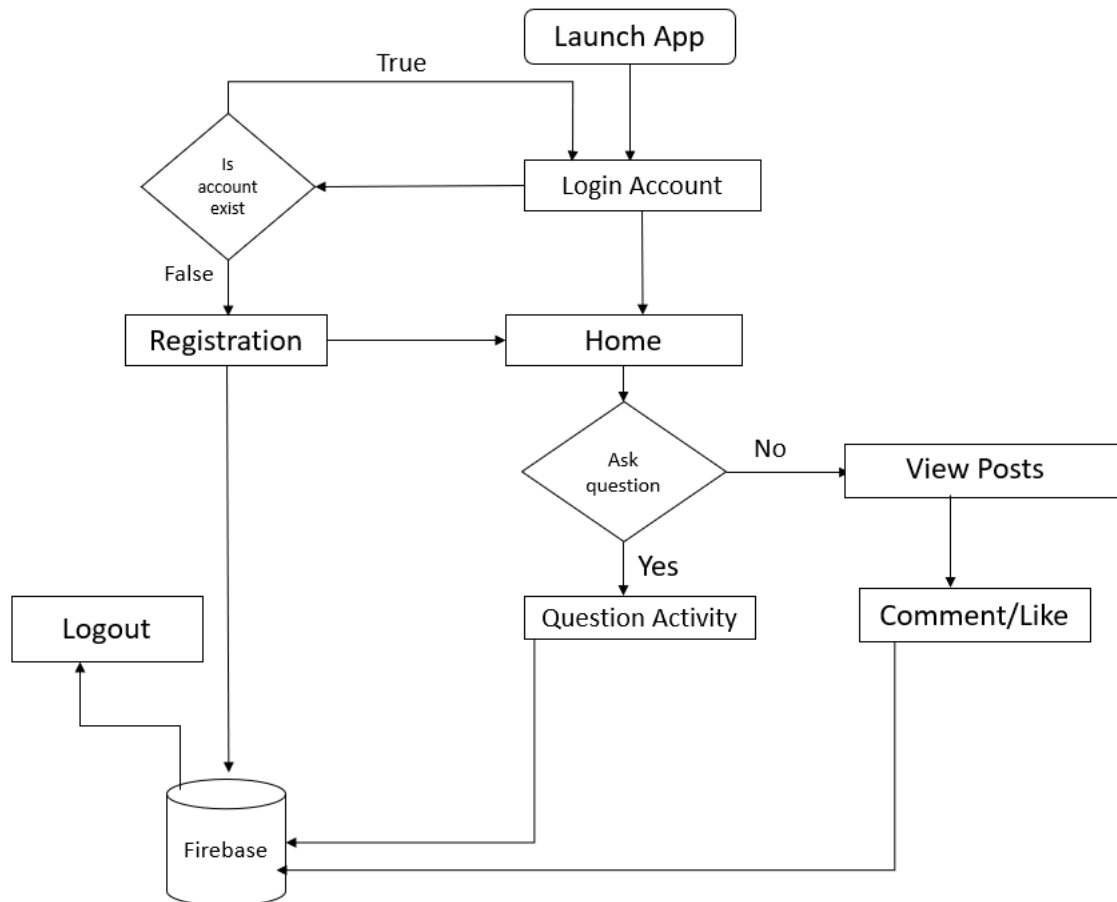 Launch App
True
Is
account
exist
Login Account
False
Registration
Home
Ask
question
No
View Posts
Yes
Question Activity
Comment/Like
Logout
Firebase